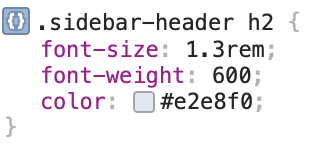 {} .sidebar-header h2 {
font-size: 1.3rem;
font-weight: 600;
color: #e2e8f0;
}